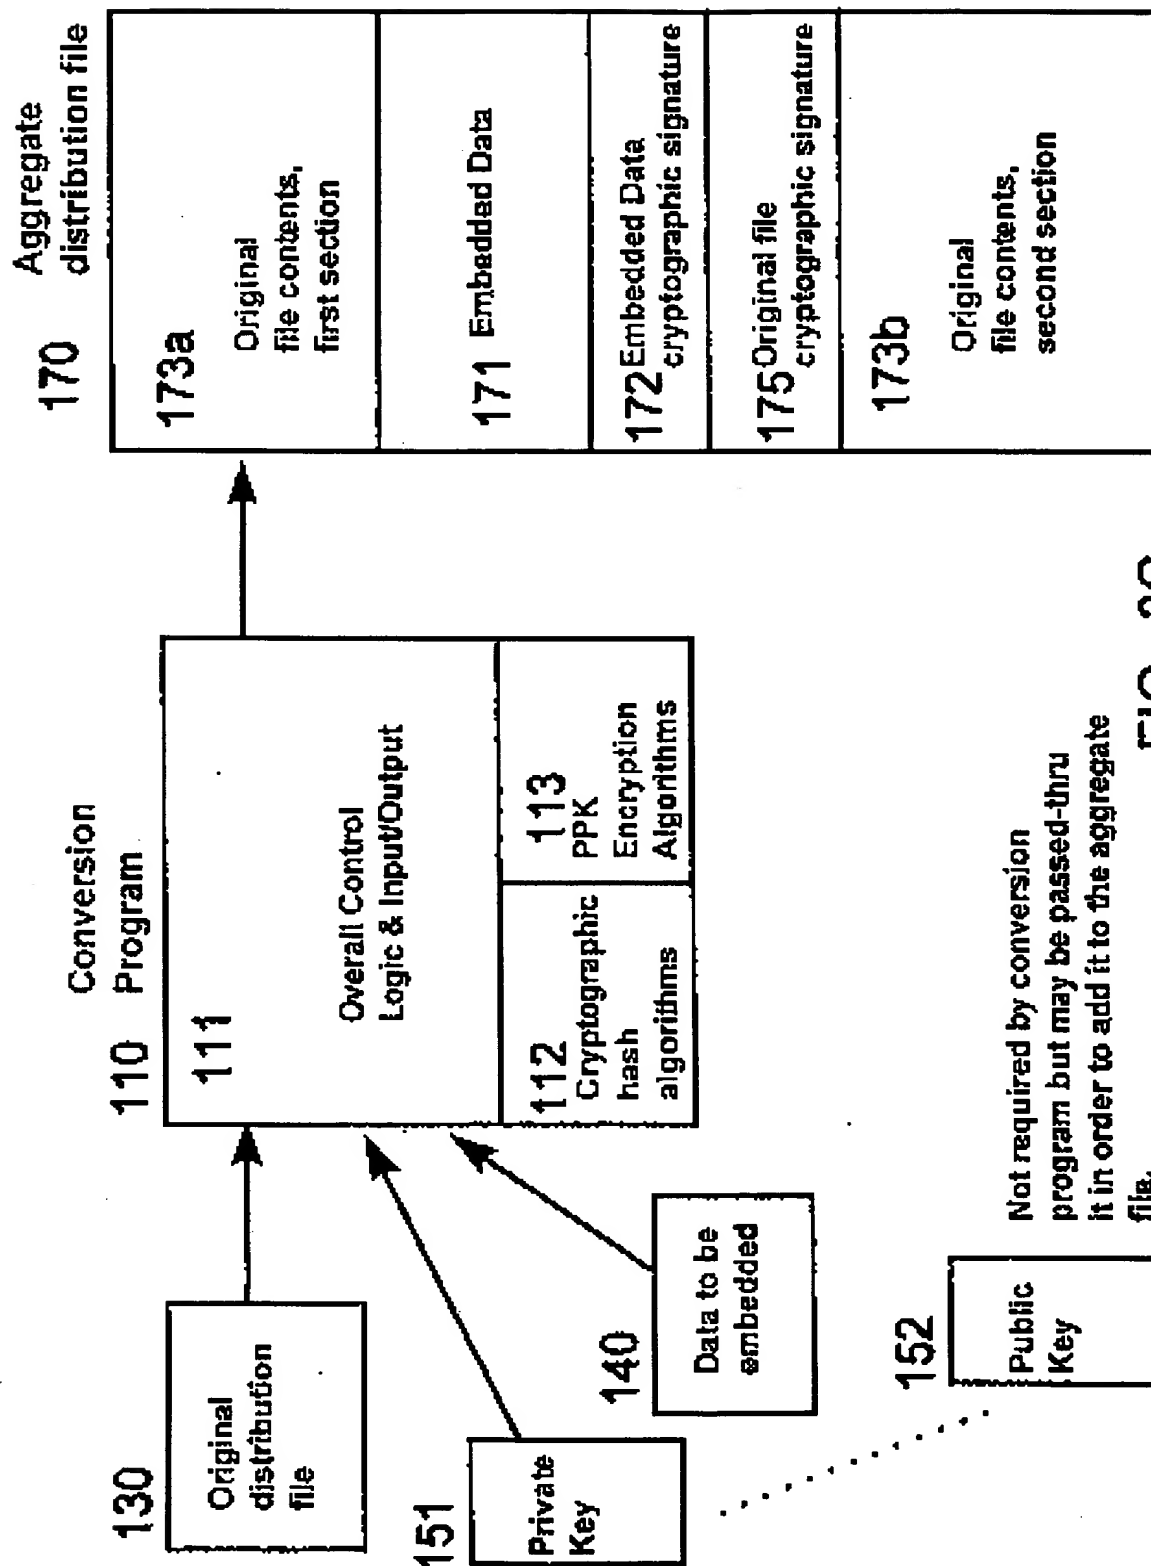 170
Aggregate
distribution file
173a
Original
file contents,
first section
171
Embedded Data
172
Embedded Data
cryptographic signature
175
Original file
cryptographic signature
173b
Original
file contents,
second section
Conversion
110
Program
111
Overall Control
Logic & Input/Output
112
Cryptographic
hash
algorithms
113
PPK
Encryption
Algorithms
130
Original
distribution
file
151
Private
Key
140
Data to be
embedded
152
Public
Key
Not required by conversion
program but may be passed-thru
it in order to add it to the aggregate
file.